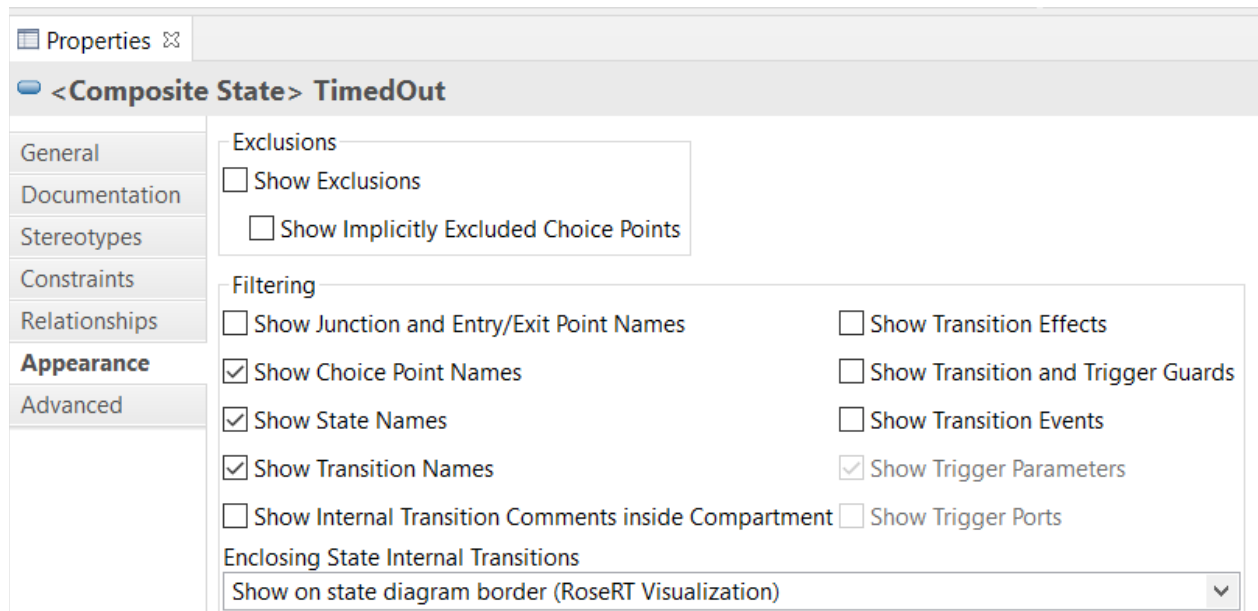 Properties
<Composite State> TimedOut
General
Documentation
Stereotypes
Constraints
Relationships
Appearance
Advanced
Exclusions
Show Exclusions
Show Implicitly Excluded Choice Points
Filtering
Show Junction and Entry/Exit Point Names
Show Choice Point Names
Show State Names
Show Transition Names
Show Internal Transition Comments inside Compartment
Show Transition Effects
Show Transition and Trigger Guards
Show Transition Events
Show Trigger Parameters
Show Trigger Ports
Enclosing State Internal Transitions
Show on state diagram border (RoseRT Visualization)